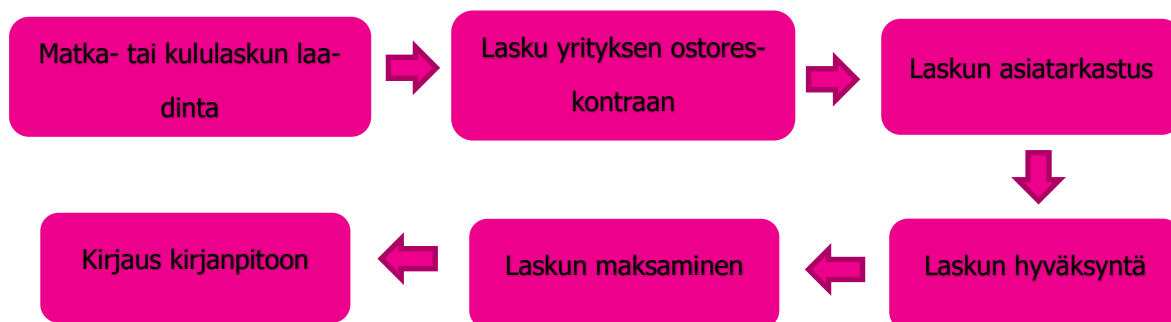 Matka- tai kululaskun laa-
dinta
Lasku yrityksen ostores-
kontraan
Laskun asiatarkastus
Laskun hyväksyntä
Laskun maksaminen
Kirjaus kirjanpitoon